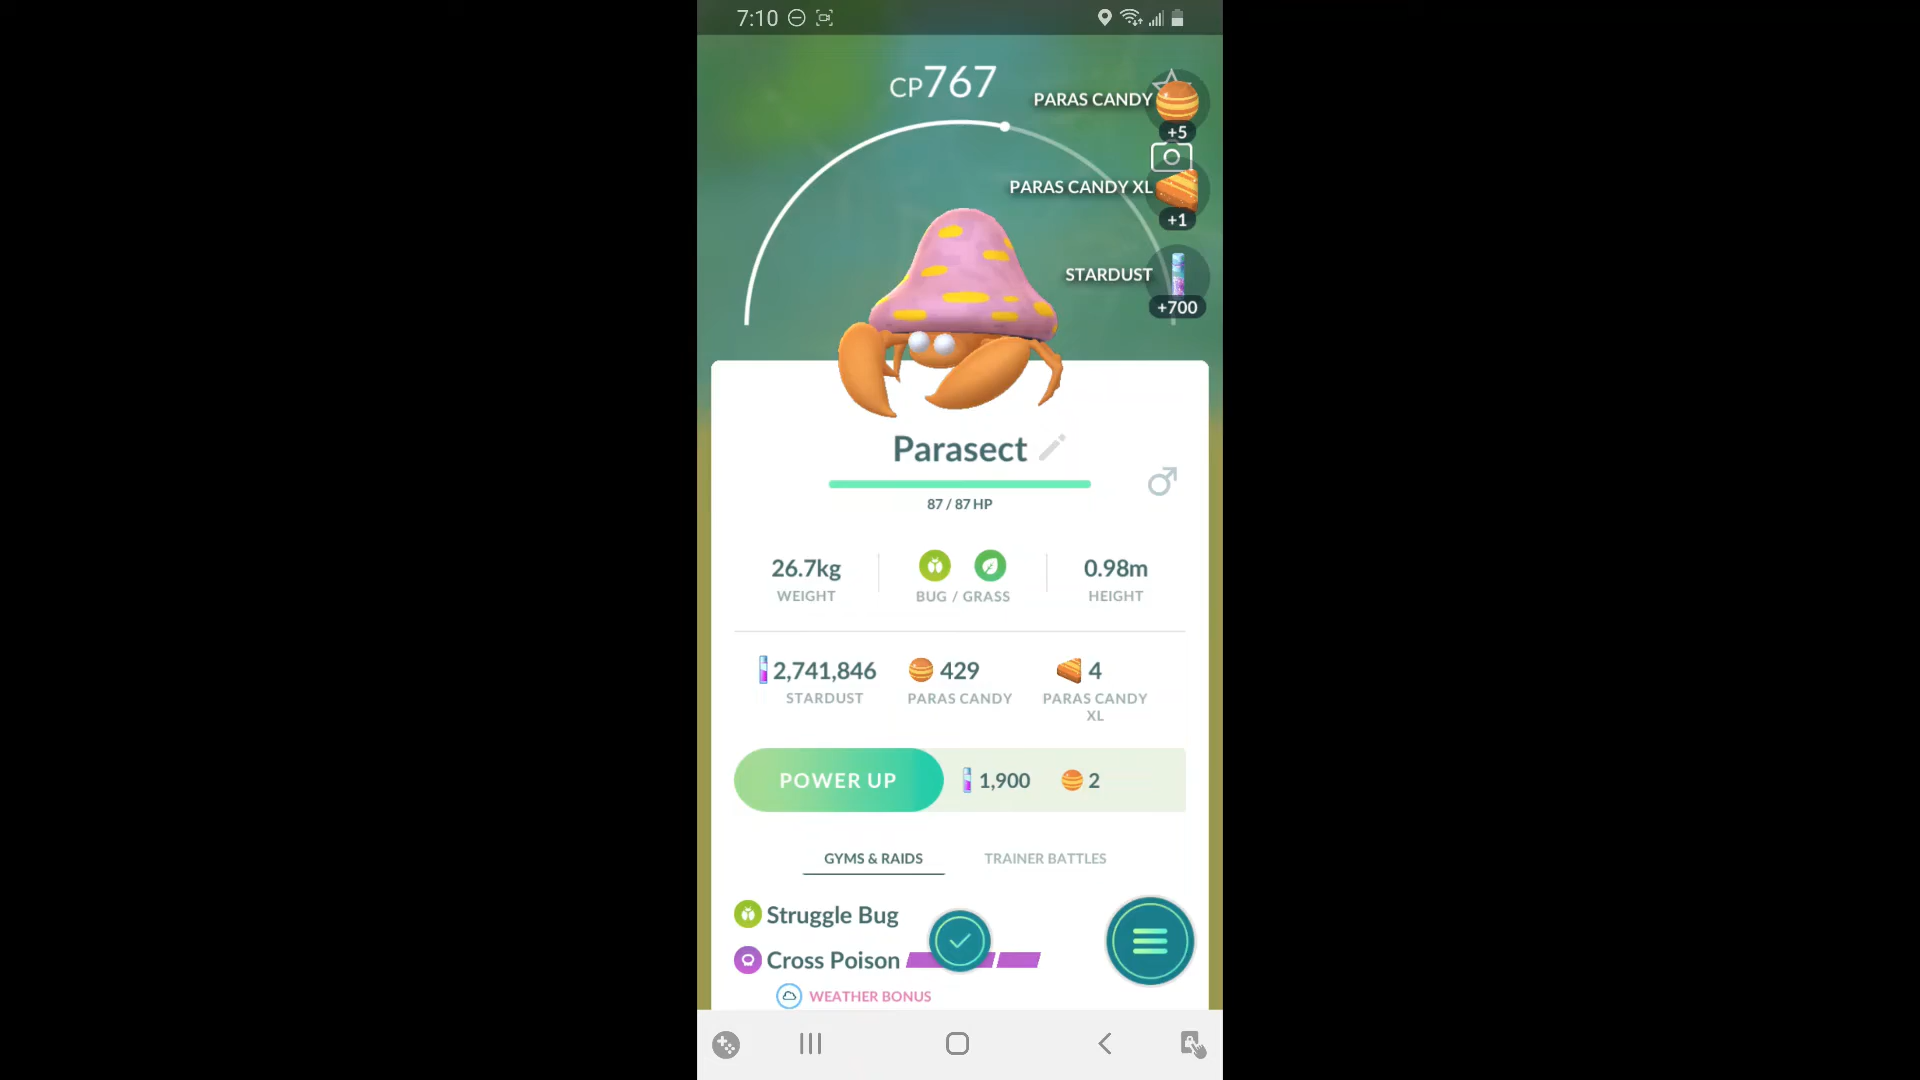 7:10
CP767
PARAS CANDY
+5
PARAS CANDY XL
+1
STARDUST
+700
Parasect
87 / 87 HP
26.7kg
WEIGHT
BUG / GRASS
0.98m
HEIGHT
2,741,846
STARDUST
429
PARAS CANDY
4
PARAS CANDY
XL
POWER UP
1,900
2
GYMS & RAIDS
TRAINER BATTLES
Struggle Bug
Cross Poison
WEATHER BONUS